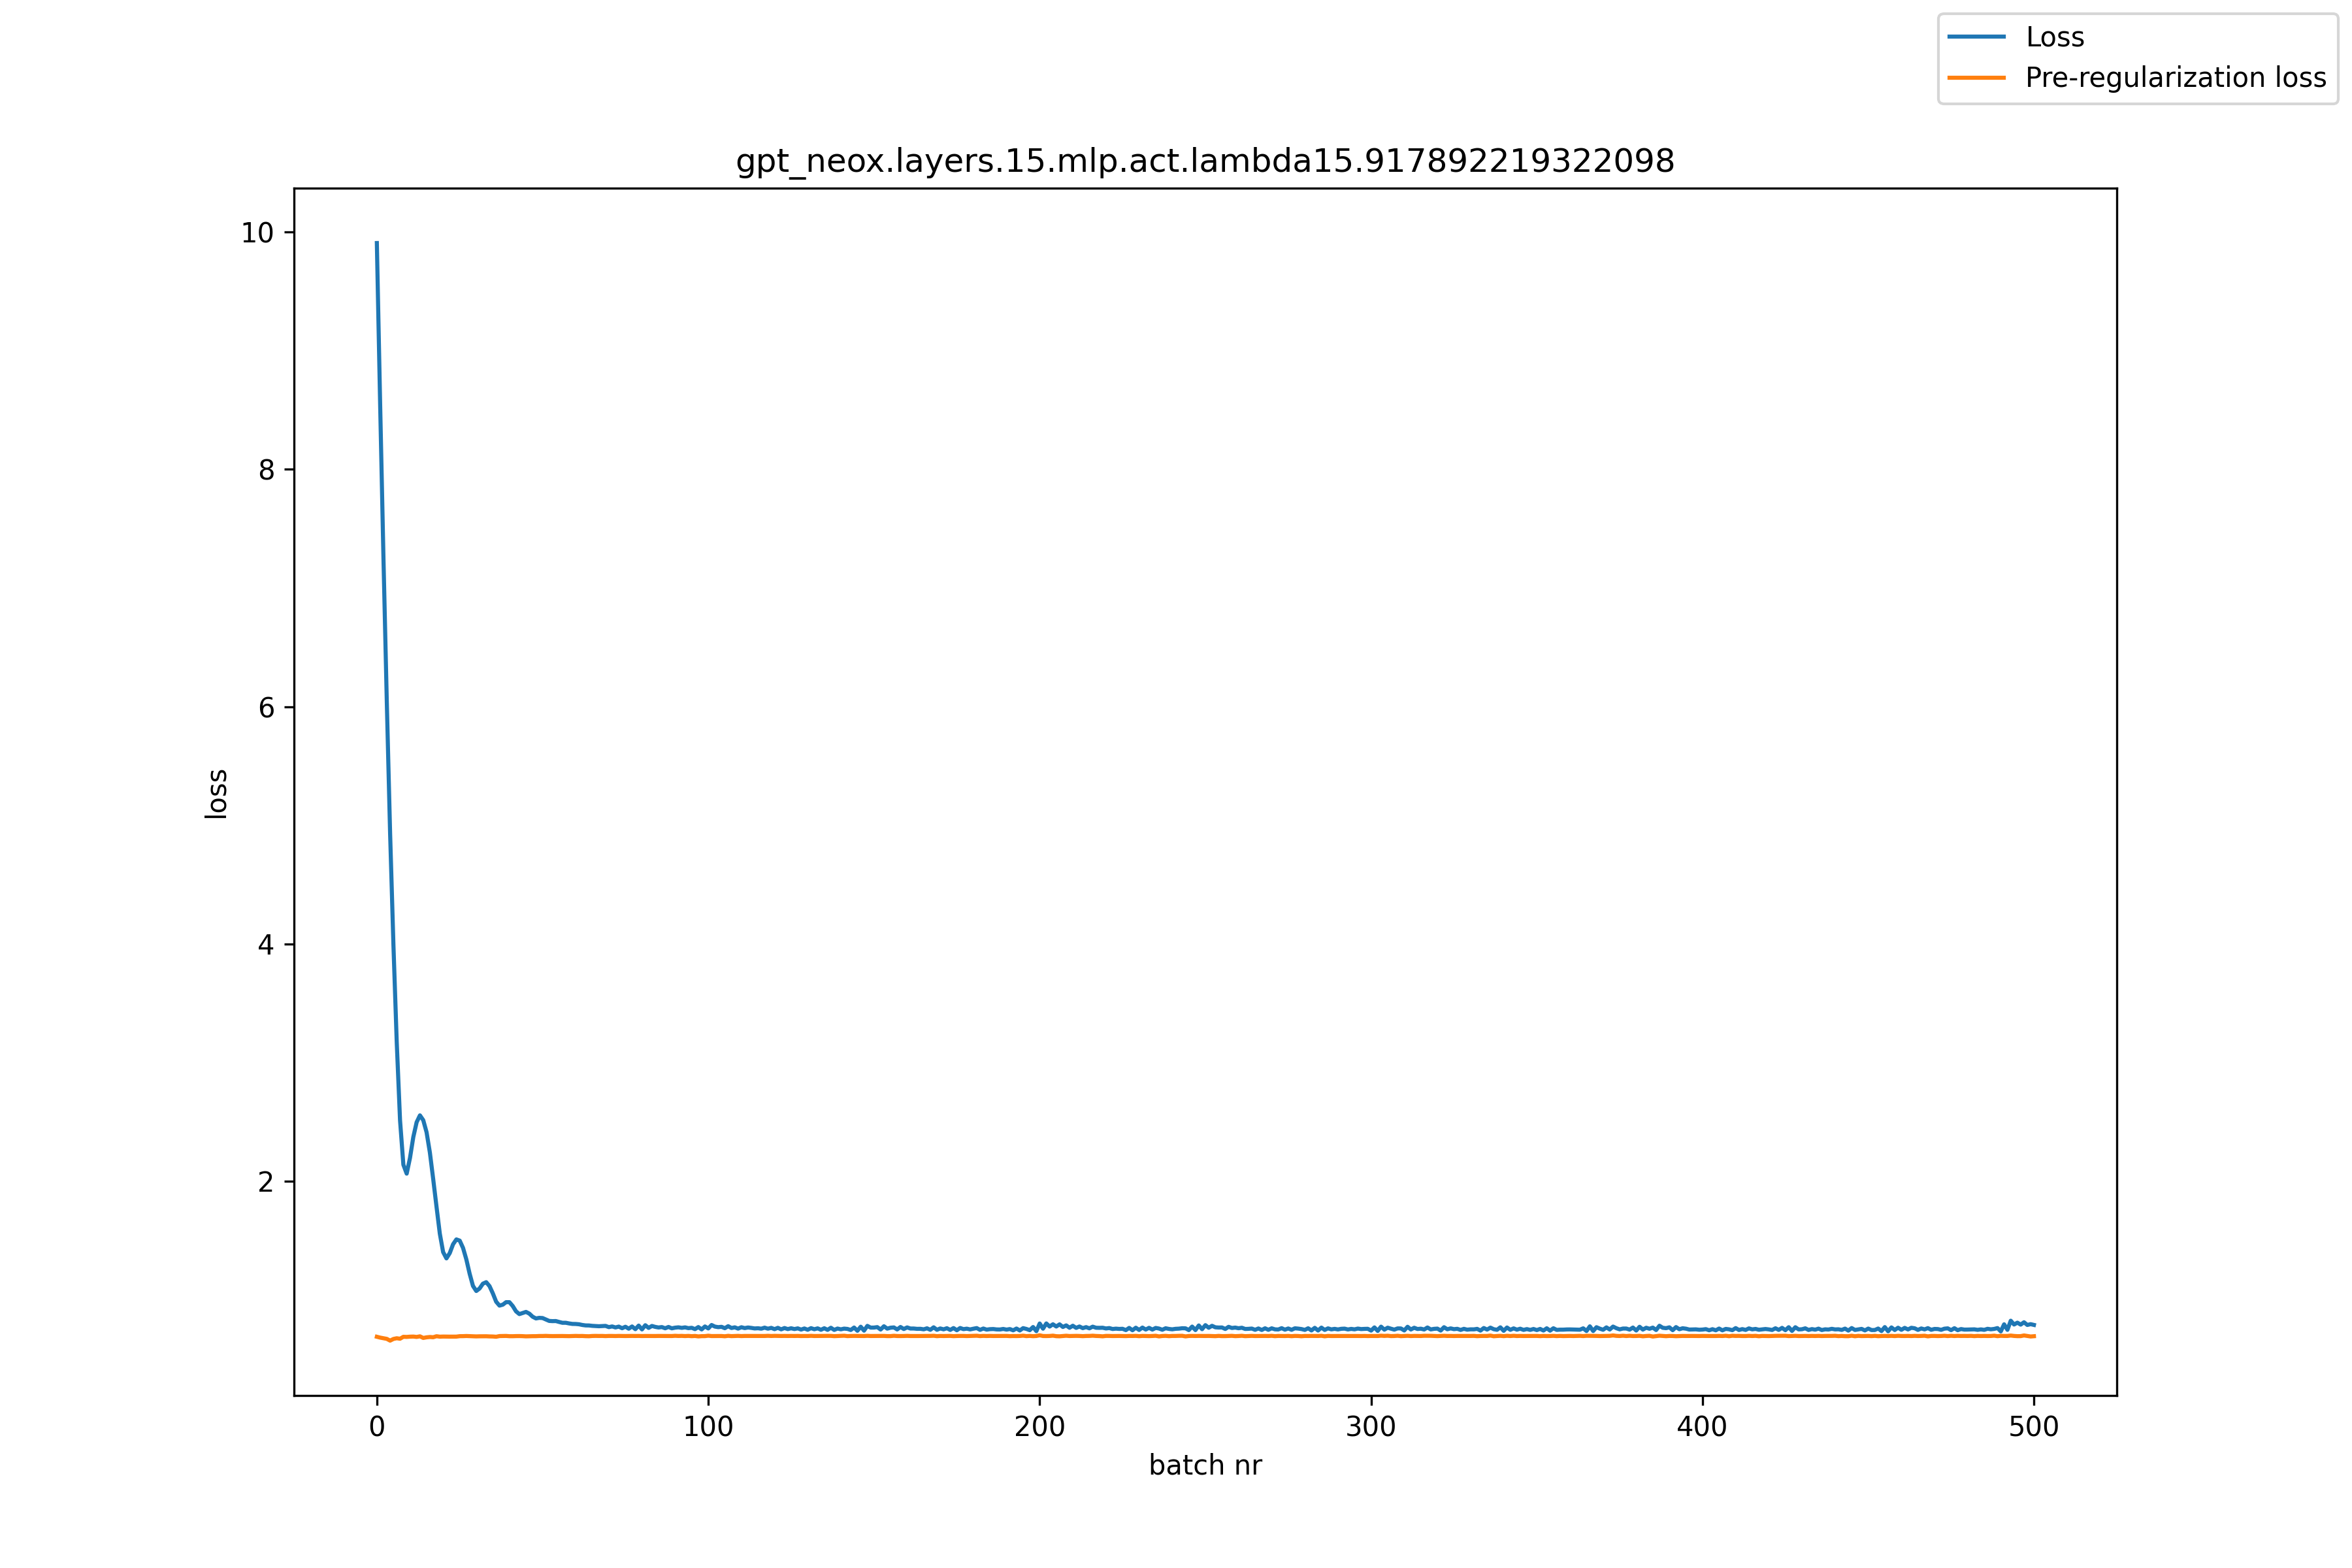 Loss
Pre-regularization loss
gpt_neox.layers.15.mlp.act.lambda15.917892219322098
10
8
6
4
2
loss
0 100 200 300 400 500
batch nr